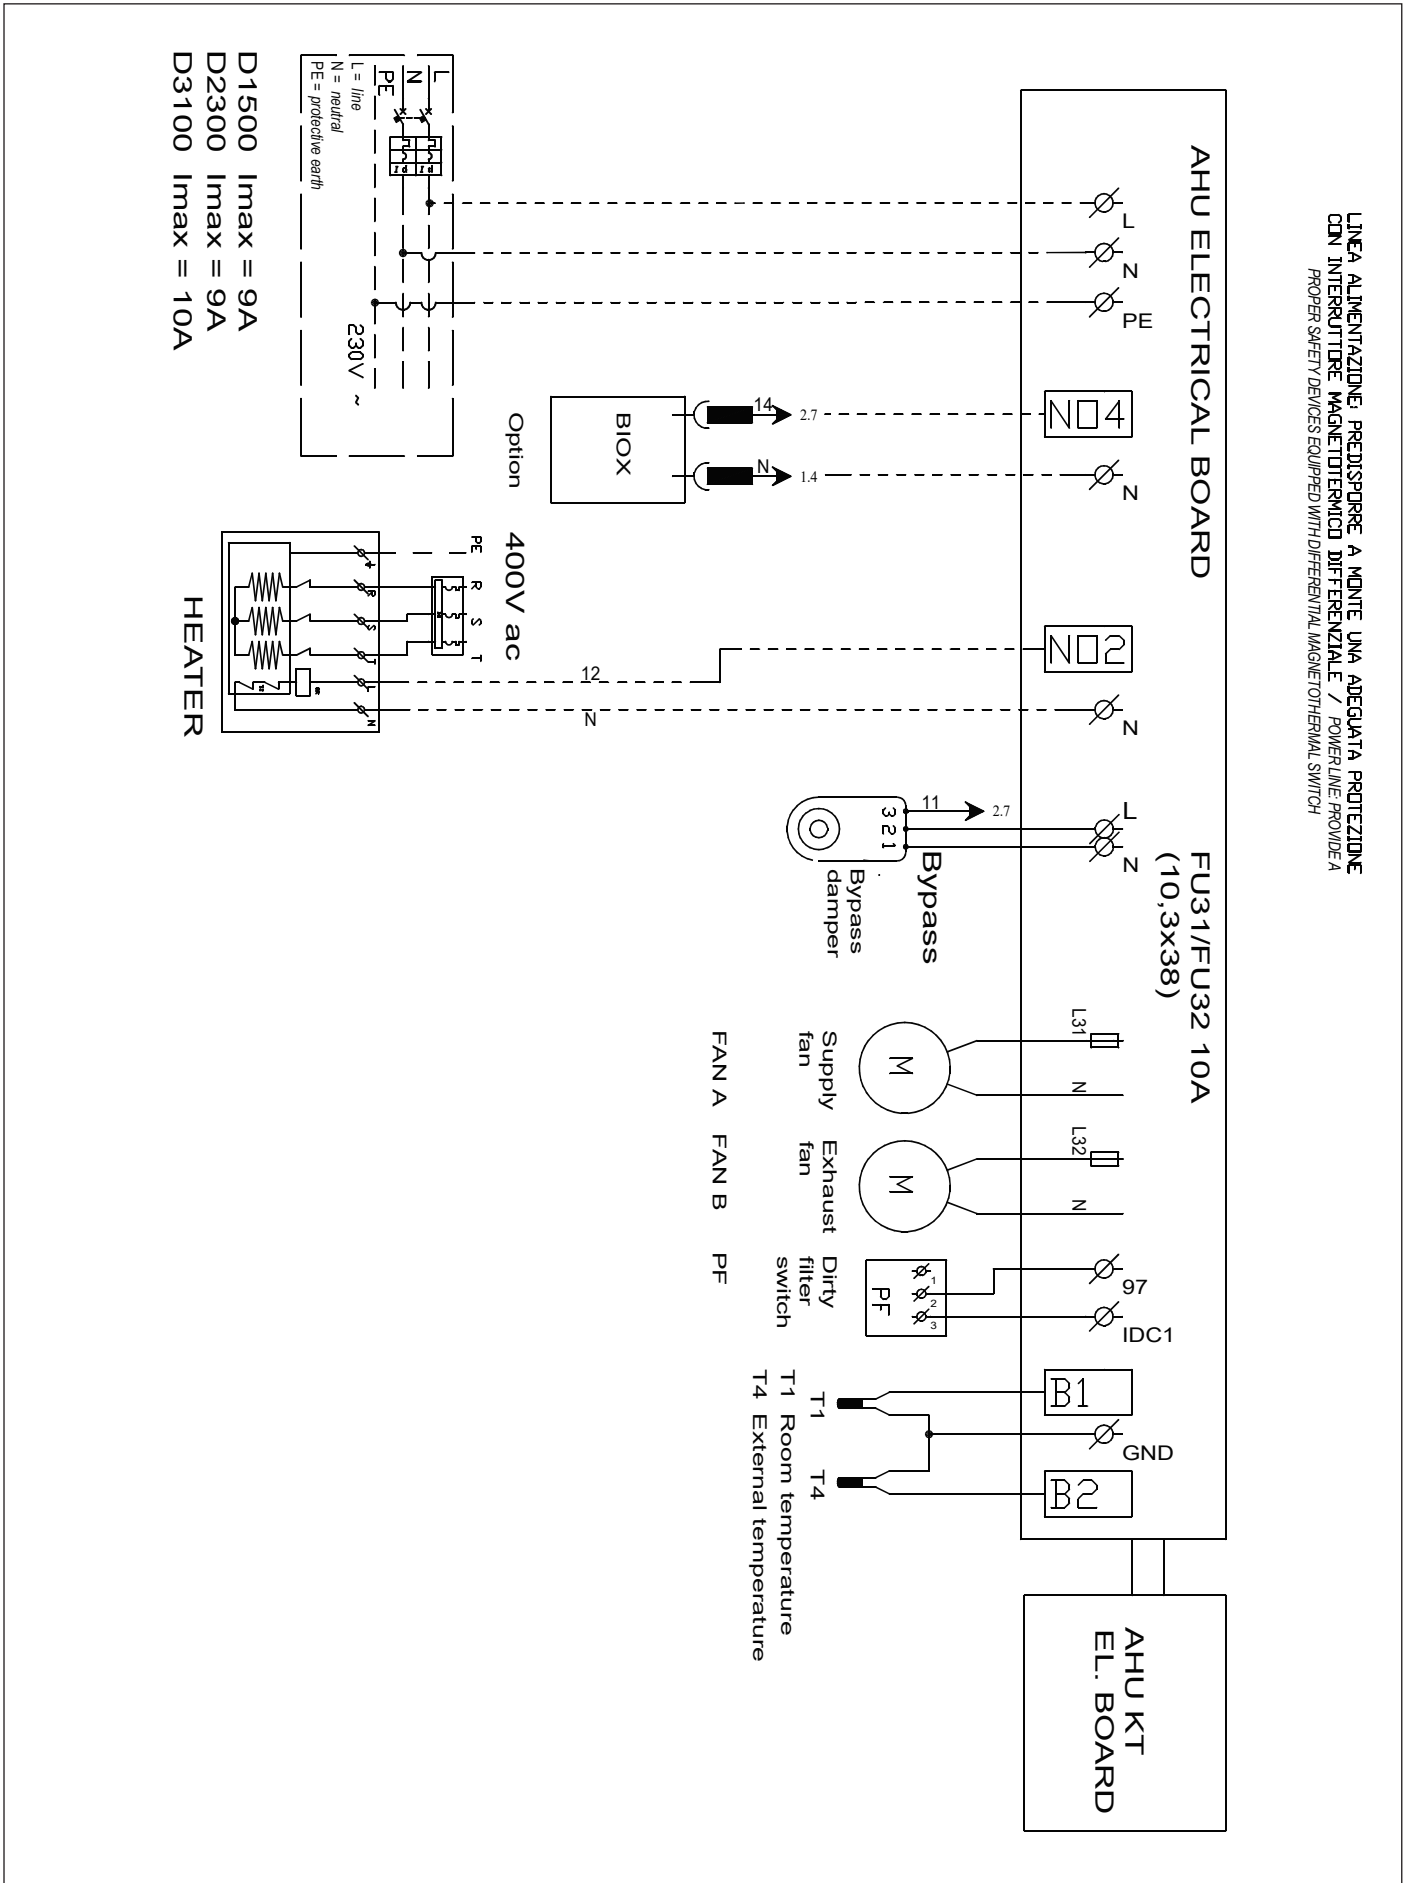 LINEA ALIMENTAZIONE: PREDISPORRE A MONTE UNA ADEGUATA PROTEZIONE
CON INTERRUTTORE MAGNETOTERMICO DIFFERENZIALE / POWER LINE: PROVIDE A
PROPER SAFETY DEVICES EQUIPPED WITH DIFFERENTIAL MAGNETOTHERMAL SWITCH
AHU ELECTRICAL BOARD
FU31/FU32 10A
(10,3x38)
AHU KT
EL. BOARD
L
N
PE
NO4
N
NO2
N
L
N
L31
N
L32
N
97
IDC1
B1
GND
B2
14
2.7
N
1.4
BIOX
Option
11
2.7
3 2 1
Bypass
Bypass
damper
M
Supply
fan
FAN A
M
Exhaust
fan
FAN B
1
2
3
PF
Dirty
filter
switch
PF
T1
T4
T1 Room temperature
T4 External temperature
12
N
400V ac
PE
R
S
T
R
S
T
L
N
HEATER
L
N
PE
L = line
N = neutral
PE = protective earth
230V ~
D1500 Imax = 9A
D2300 Imax = 9A
D3100 Imax = 10A